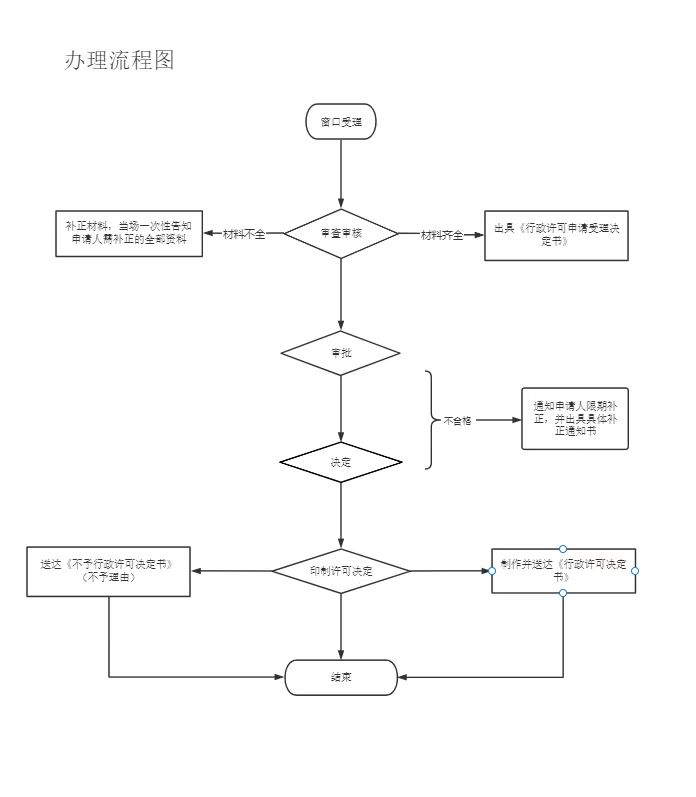 办理流程图
窗口受理
补正材料，当场一次性告知
申请人需补正的全部资料
材料不全
审查审核
材料齐全
出具《行政许可申请受理决
定书》
审批
不合格
通知申请人限期补
正，并出具具体补
正通知书
决定
送达《不予行政许可决定书》
（不予理由）
印制许可决定
制作并送达《行政许可决定
书》
结束